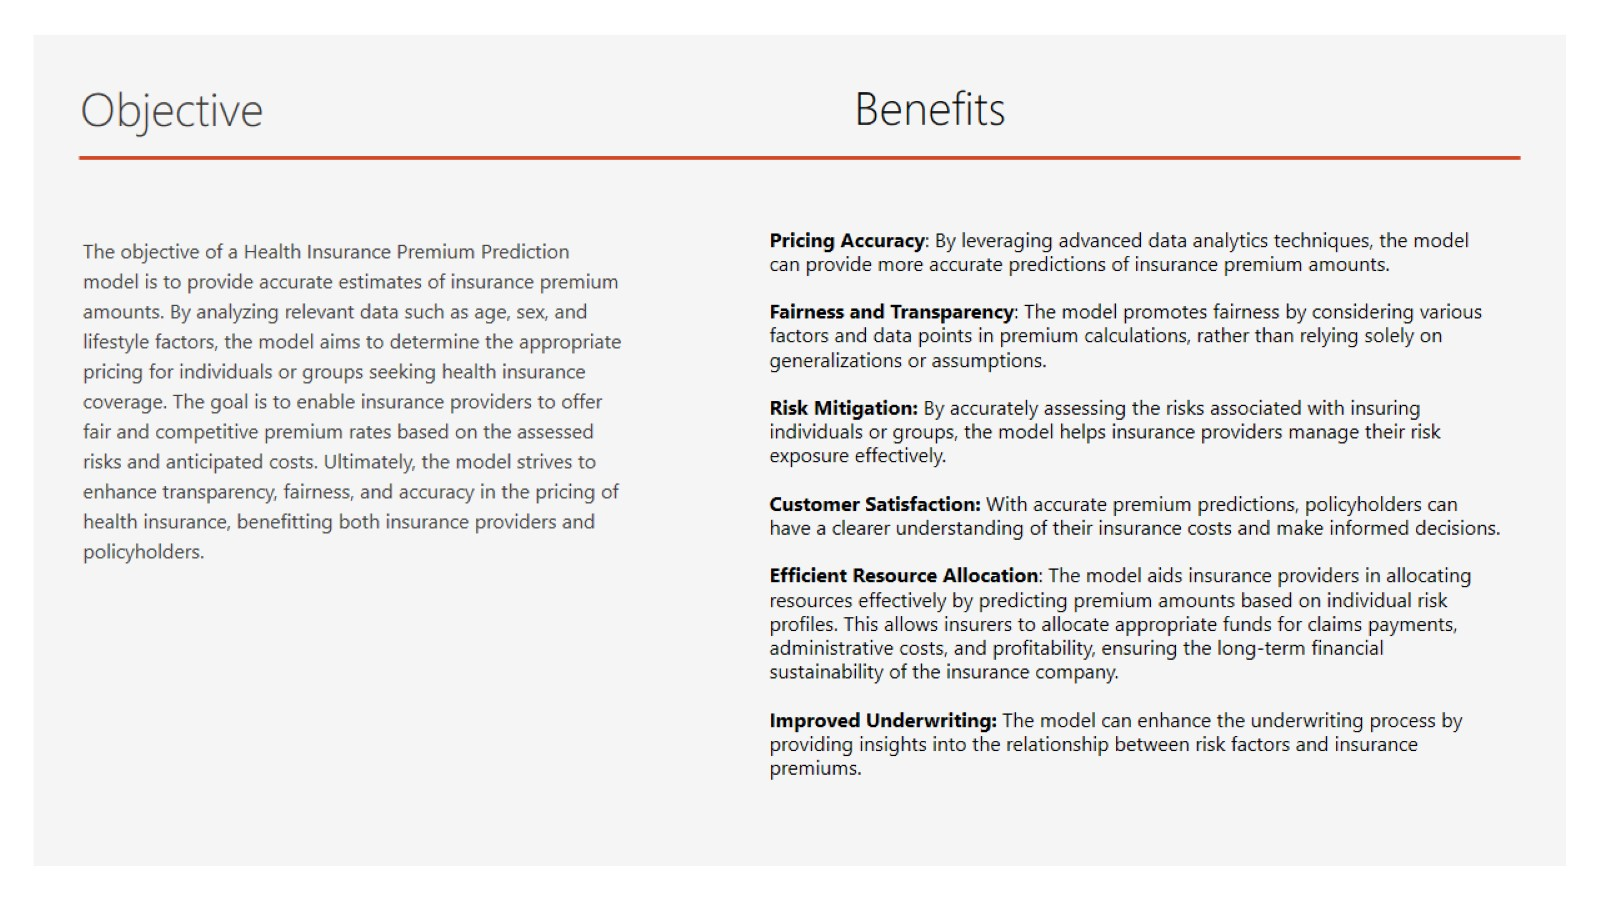 Objective
Benefits
The objective of a Health Insurance Premium Prediction
model is to provide accurate estimates of insurance premium
amounts. By analyzing relevant data such as age, sex, and
lifestyle factors, the model aims to determine the appropriate
pricing for individuals or groups seeking health insurance
coverage. The goal is to enable insurance providers to offer
fair and competitive premium rates based on the assessed
risks and anticipated costs. Ultimately, the model strives to
enhance transparency, fairness, and accuracy in the pricing of
health insurance, benefitting both insurance providers and
policyholders.
Pricing Accuracy: By leveraging advanced data analytics techniques, the model
can provide more accurate predictions of insurance premium amounts.
Fairness and Transparency: The model promotes fairness by considering various
factors and data points in premium calculations, rather than relying solely on
generalizations or assumptions.
Risk Mitigation: By accurately assessing the risks associated with insuring
individuals or groups, the model helps insurance providers manage their risk
exposure effectively.
Customer Satisfaction: With accurate premium predictions, policyholders can
have a clearer understanding of their insurance costs and make informed decisions.
Efficient Resource Allocation: The model aids insurance providers in allocating
resources effectively by predicting premium amounts based on individual risk
profiles. This allows insurers to allocate appropriate funds for claims payments,
administrative costs, and profitability, ensuring the long-term financial
sustainability of the insurance company.
Improved Underwriting: The model can enhance the underwriting process by
providing insights into the relationship between risk factors and insurance
premiums.